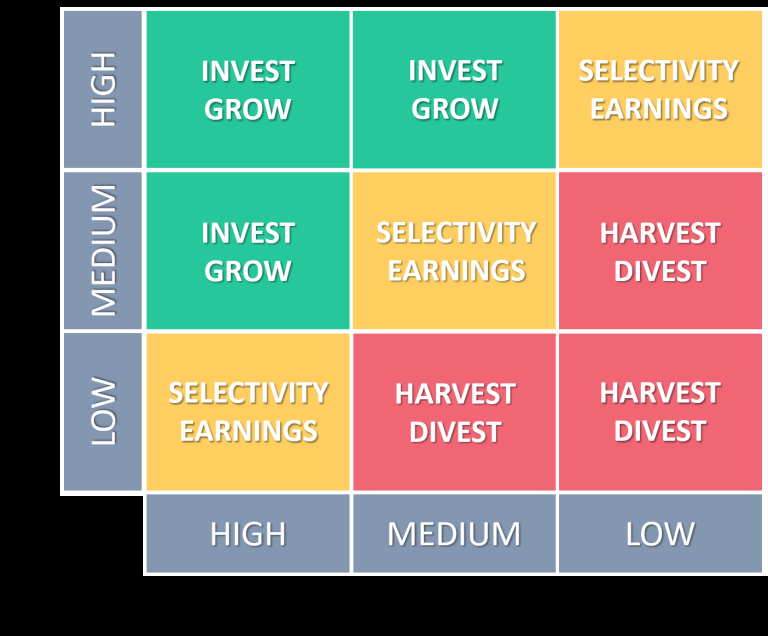 HIGH
INVEST
GROW
INVEST
GROW
SELECTIVITY
EARNINGS
MEDIUM
INVEST
GROW
SELECTIVITY
EARNINGS
HARVEST
DIVEST
LOW
SELECTIVITY
EARNINGS
HARVEST
DIVEST
HARVEST
DIVEST
HIGH
MEDIUM
LOW